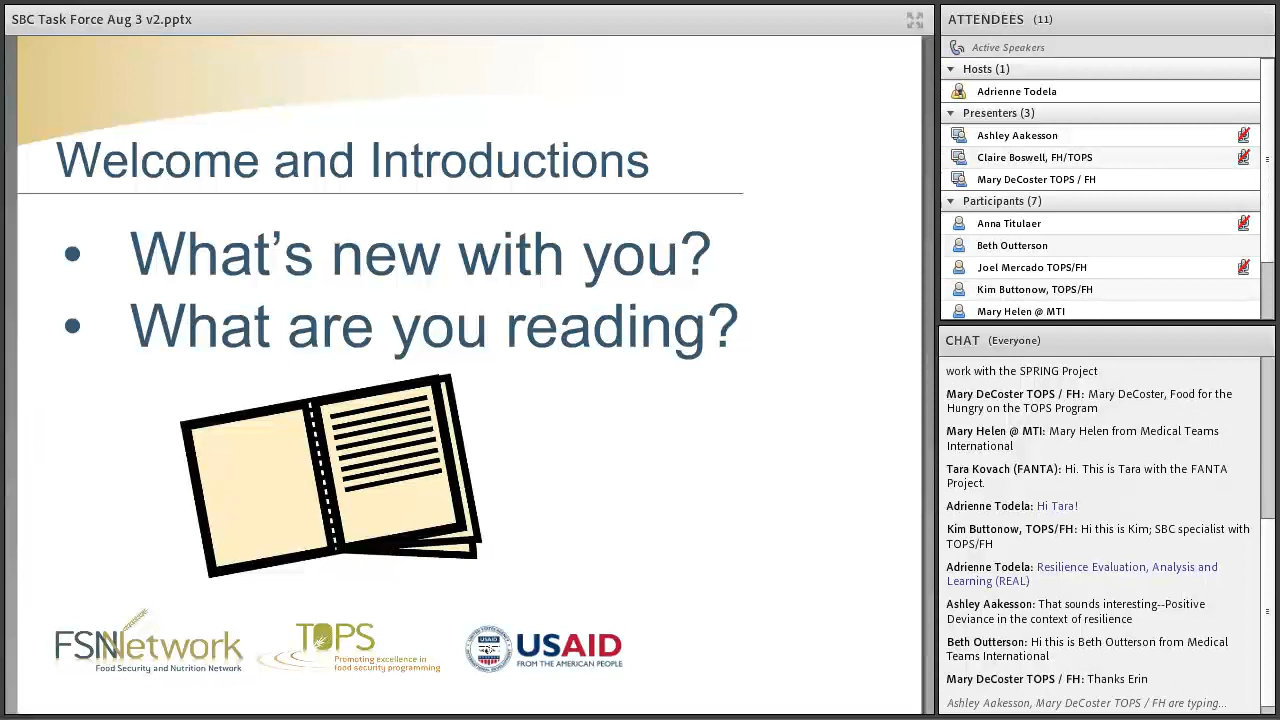 SBC Task Force Aug 3 v2.pptx
Welcome and Introductions
• What's new with you?
• What are you reading?
FSN Network
Food Security and Nutrition Network
TOPS
Promoting excellence in
food security programming
USAID
FROM THE AMERICAN PEOPLE
ATTENDEES (11)
Active Speakers
Hosts (1)
Adrienne Todela
Presenters (3)
Ashley Aakesson
Claire Boswell, FH/TOPS
Mary DeCoster TOPS / FH
Participants (7)
Anna Titulaer
Beth Outterson
Joel Mercado TOPS/FH
Kim Buttonow, TOPS/FH
Mary Helen @ MTI
CHAT (Everyone)
work with the SPRING Project
Mary DeCoster TOPS / FH: Mary DeCoster, Food for the
Hungry on the TOPS Program
Mary Helen @ MTI: Mary Helen from Medical Teams
International
Tara Kovach (FANTA): Hi. This is Tara with the FANTA
Project.
Adrienne Todela: Hi Tara!
Kim Buttonow, TOPS/FH: Hi this is Kim; SBC specialist with
TOPS/FH
Adrienne Todela: Resilience Evaluation, Analysis and
Learning (REAL)
Ashley Aakesson: That sounds interesting--Positive
Deviance in the context of resilience
Beth Outterson: Hi this is Beth Outterson from Medical
Teams International
Mary DeCoster TOPS / FH: Thanks Erin
Ashley Aakesson, Mary DeCoster TOPS / FH are typing...